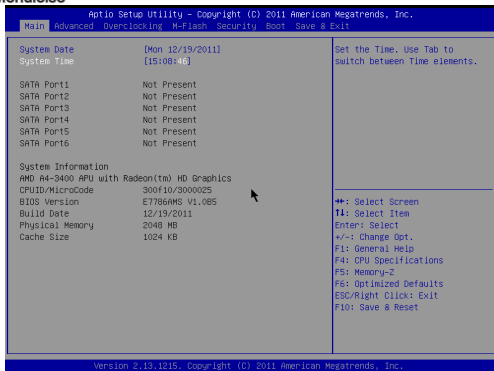 Aptio Setup Utility – Copyright (C) 2011 American Megatrends, Inc.
Main Advanced Overclocking M-Flash Security Boot Save & Exit
System Date [Mon 12/19/2011]
System Time [15:08:46]
SATA Port1 Not Present
SATA Port2 Not Present
SATA Port3 Not Present
SATA Port4 Not Present
SATA Port5 Not Present
SATA Port6 Not Present
System Information
AMD A4-3400 APU with Radeon(tm) HD Graphics
CPUID/MicroCode 300f10/3000025
BIOS Version E7786AMS V1.0B5
Build Date 12/19/2011
Physical Memory 2048 MB
Cache Size 1024 KB
Set the Time. Use Tab to
switch between Time elements.
→←: Select Screen
↑↓: Select Item
Enter: Select
+/-: Change Opt.
F1: General Help
F4: CPU Specifications
F5: Memory-Z
F6: Optimized Defaults
ESC/Right Click: Exit
F10: Save & Reset
Version 2.13.1215. Copyright (C) 2011 American Megatrends, Inc.